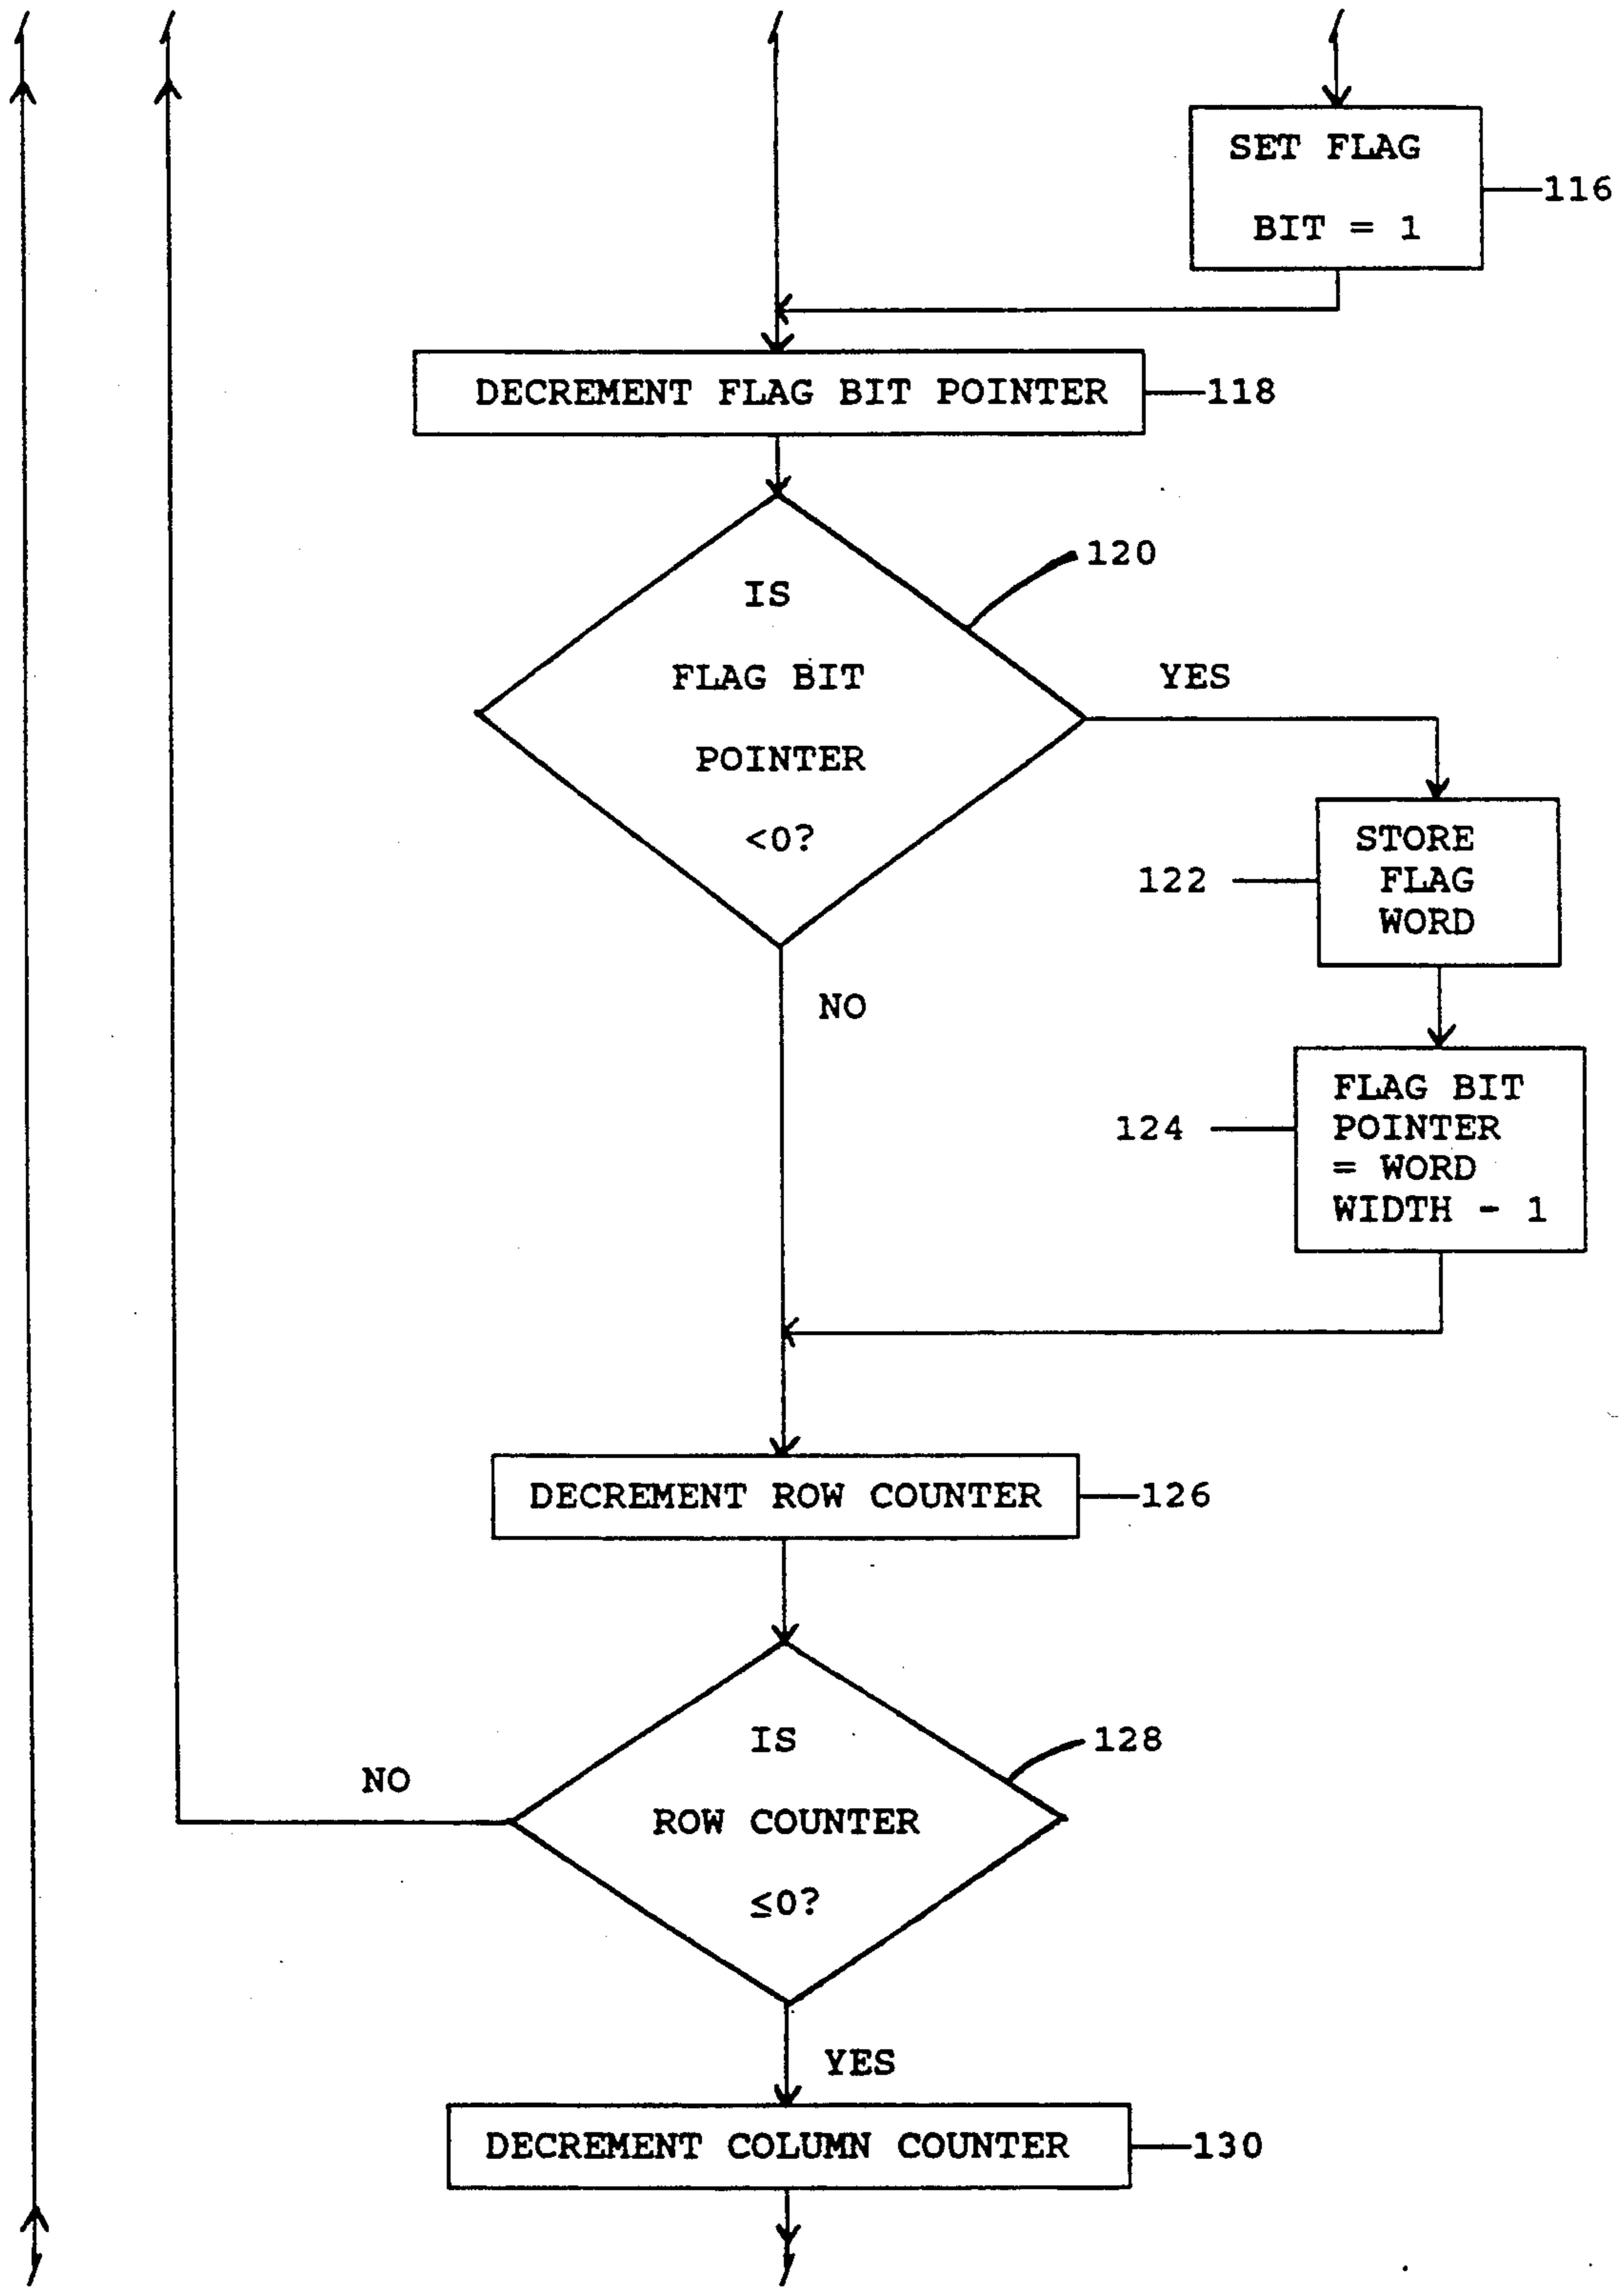 SET FLAG
BIT = 1
116
DECREMENT FLAG BIT POINTER
118
120
IS
FLAG BIT
POINTER
<0?
YES
STORE
FLAG
WORD
122
NO
FLAG BIT
POINTER
= WORD
WIDTH - 1
124
DECREMENT ROW COUNTER
126
128
IS
ROW COUNTER
≤0?
NO
YES
DECREMENT COLUMN COUNTER
130